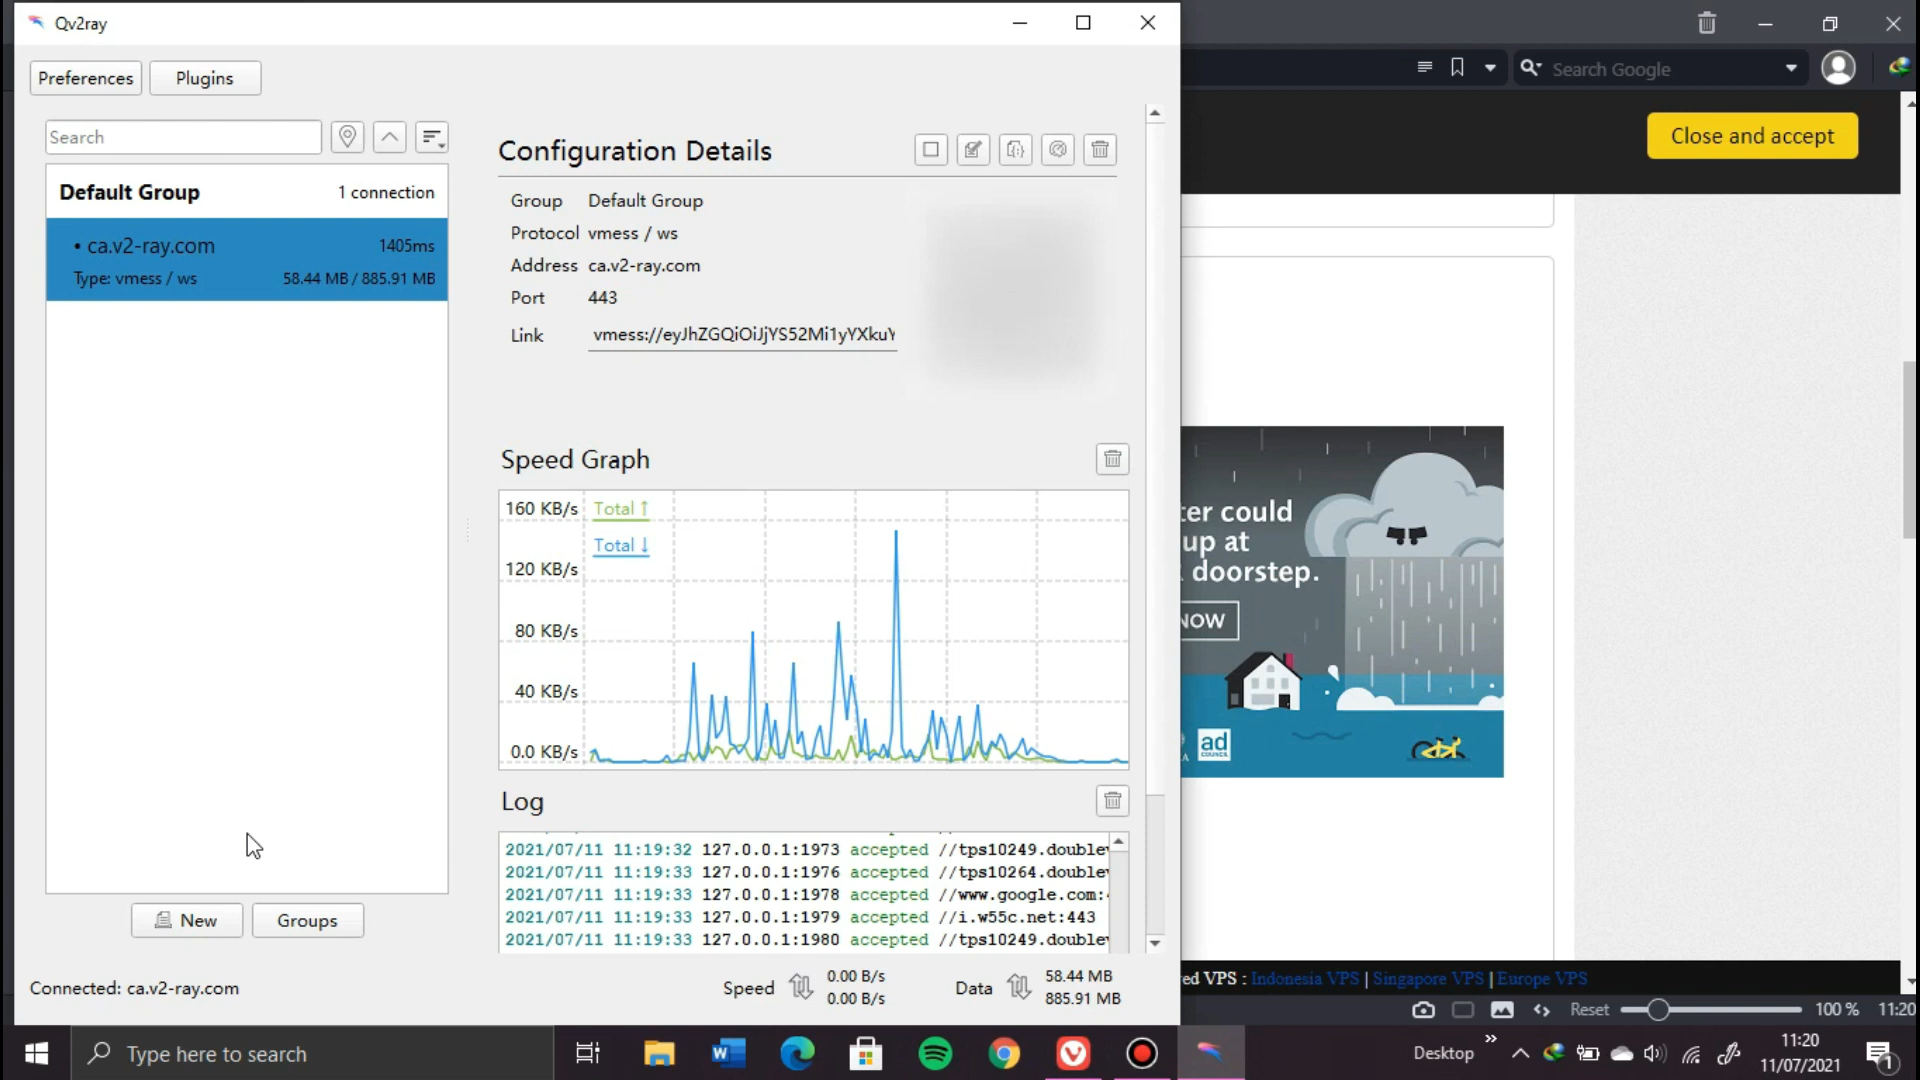 Qv2ray
Preferences
Plugins
Search
Default Group
1 connection
• ca.v2-ray.com
1405ms
Type: vmess / ws
58.44 MB / 885.91 MB
New
Groups
Connected: ca.v2-ray.com
Configuration Details
Group Default Group
Protocol vmess / ws
Address ca.v2-ray.com
Port 443
Link vmess://eyJhZGQiOiJjYS52Mi1yYXkuY
Speed Graph
160 KB/s
Total ↑
Total ↓
120 KB/s
80 KB/s
40 KB/s
0.0 KB/s
Log
2021/07/11 11:19:32 127.0.0.1:1973 accepted //tps10249.doublev
2021/07/11 11:19:33 127.0.0.1:1976 accepted //tps10264.doublev
2021/07/11 11:19:33 127.0.0.1:1978 accepted //www.google.com:
2021/07/11 11:19:33 127.0.0.1:1979 accepted //i.w55c.net:443
2021/07/11 11:19:33 127.0.0.1:1980 accepted //tps10249.doublev
Speed
0.00 B/s
0.00 B/s
Data
58.44 MB
885.91 MB
Search Google
Close and accept
ter could
up at
doorstep.
NOW
ad
COUNCIL
ed VPS : Indonesia VPS | Singapore VPS | Europe VPS
Reset
100 %
11:20
Type here to search
Desktop
11:20
11/07/2021
1